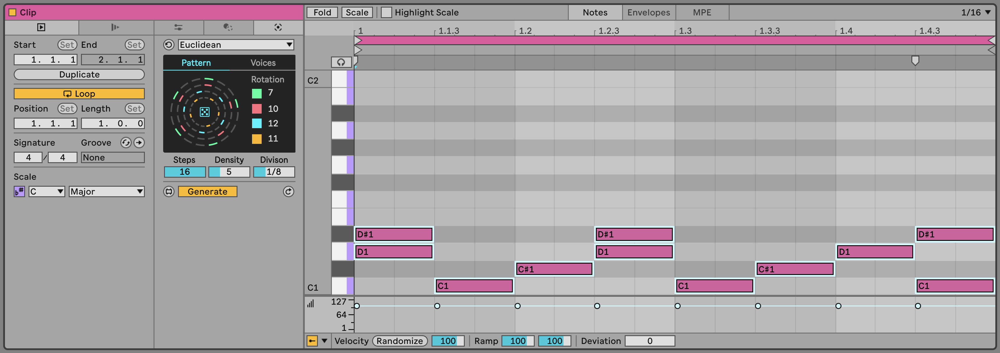 Clip
Start Set End Set
1. 1. 1 2. 1. 1
Duplicate
Loop
Position Set Length Set
1. 1. 1 1. 0. 0
Signature Groove
4 / 4 None
Scale
b# C Major
Euclidean
Pattern Voices
Rotation
7
10
12
11
Steps Density Divison
16 5 1/8
Generate
Fold Scale Highlight Scale Notes Envelopes MPE 1/16
1 1.1.3 1.2 1.2.3 1.3 1.3.3 1.4 1.4.3
C2
D#1 D#1 D#1
D1 D1 D1
C#1 C#1
C1 C1 C1 C1
127
64
1
Velocity Randomize 100 Ramp 100 100 Deviation 0